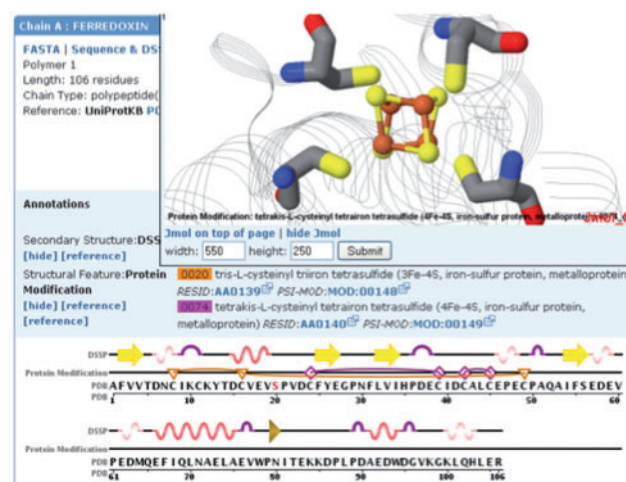 Chain A : FERREDOXIN
FASTA | Sequence & DS
Polymer 1
Length: 106 residues
Chain Type: polypeptide(
Reference: UniProtKB P
Protein Modification: tetrakis-L-cysteinyl tetrairon tetrasulfide (4Fe-4S, iron-sulfur protein, metalloprotein)
Jmol on top of page | hide Jmol
width: 550 height: 250 Submit
Annotations
Secondary Structure:DSS
[hide] [reference]
Structural Feature:Protein Modification
[hide] [reference]
[reference]
0020 tris-L-cysteinyl triiron tetrasulfide (3Fe-4S, iron-sulfur protein, metalloprotein
RESID:AA0139 PSI-MOD:MOD:00148
0074 tetrakis-L-cysteinyl tetrairon tetrasulfide (4Fe-4S, iron-sulfur protein,
metalloprotein) RESID:AA0140 PSI-MOD:MOD:00149
DSSP
Protein Modification
PDB AFVVTDNCIKCKYTDCVEVSPVDCFYEGPNFLVIHPDECIDCALCEPECPAQAIFSEDEV
1 10 20 30 40 50 60
DSSP
Protein Modification
PDB PEDMQEFIQLNAELAEVWPNITEKKDPLPDAEDWDGVKGKLQHLER
61 70 80 90 100 106